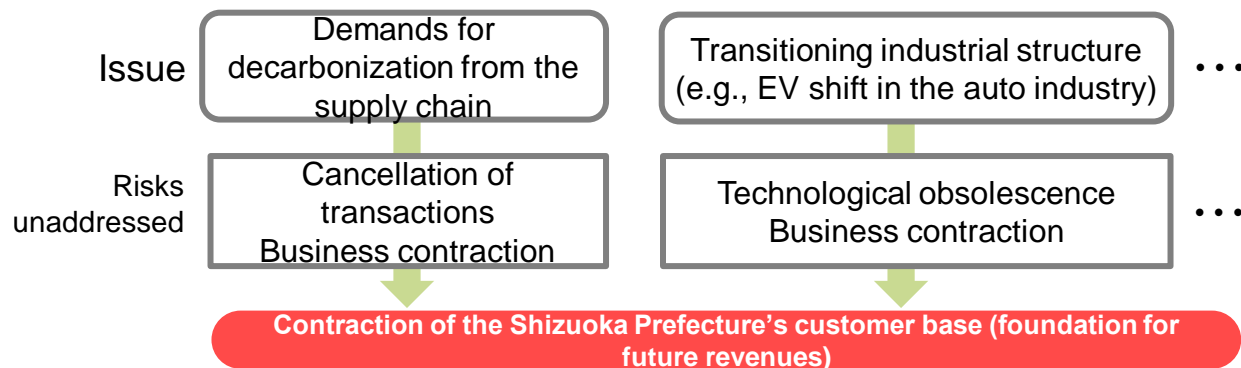 Issue
Demands for
decarbonization from the
supply chain
Transitioning industrial structure
(e.g., EV shift in the auto industry)
...
Risks
unaddressed
Cancellation of
transactions
Business contraction
Technological obsolescence
Business contraction
...
Contraction of the Shizuoka Prefecture’s customer base (foundation for
future revenues)